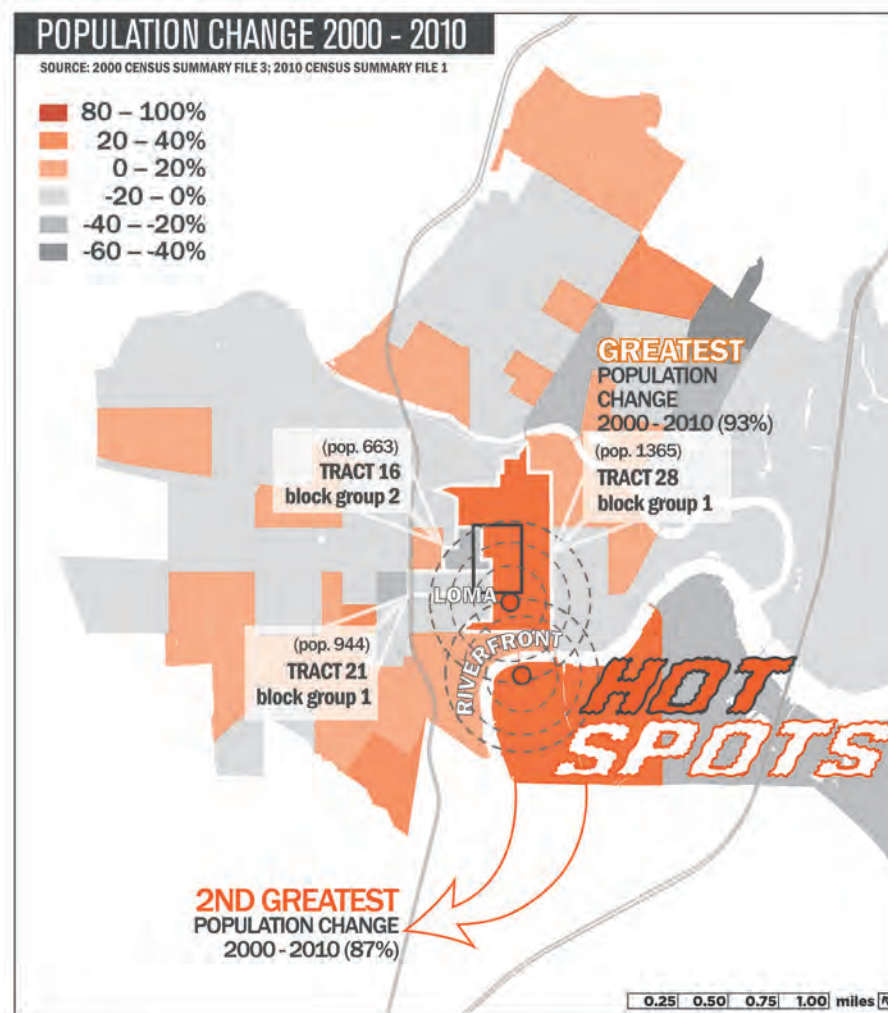 POPULATION CHANGE 2000 - 2010
SOURCE: 2000 CENSUS SUMMARY FILE 3; 2010 CENSUS SUMMARY FILE 1
80 – 100%
20 – 40%
0 – 20%
-20 – 0%
-40 – -20%
-60 – -40%
GREATEST
POPULATION
CHANGE
2000 - 2010 (93%)
(pop. 663)
TRACT 16
block group 2
(pop. 1365)
TRACT 28
block group 1
LOMA
RIVERFRONT
(pop. 944)
TRACT 21
block group 1
HOT
SPOTS
2ND GREATEST
POPULATION CHANGE
2000 - 2010 (87%)
0.25 0.50 0.75 1.00 miles